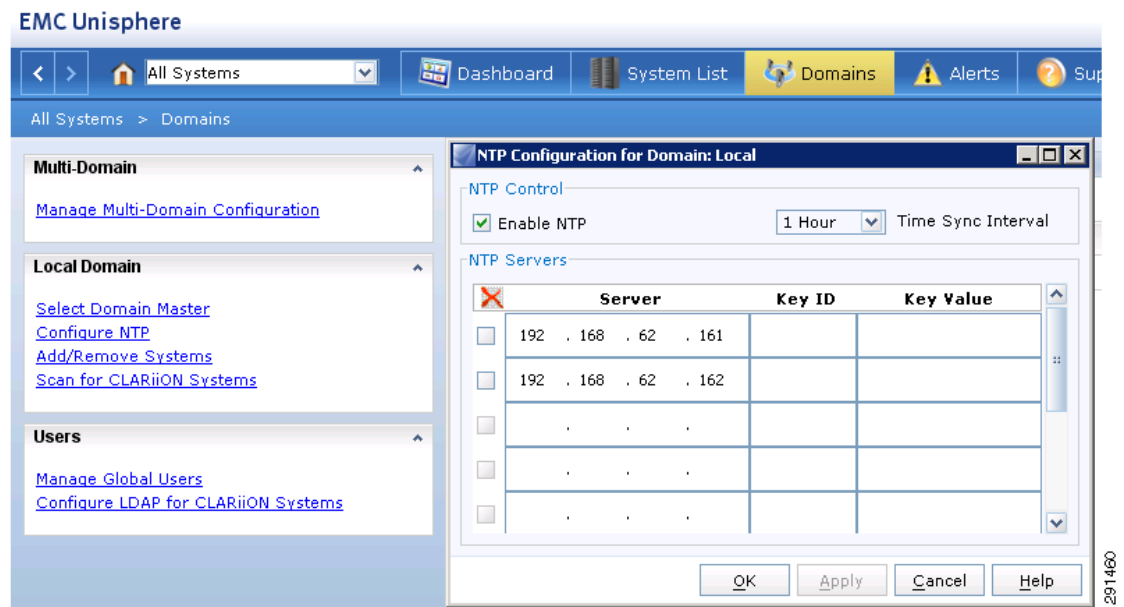 EMC Unisphere
< > All Systems Dashboard System List Domains Alerts Sup
All Systems > Domains
Multi-Domain
Manage Multi-Domain Configuration
Local Domain
Select Domain Master
Configure NTP
Add/Remove Systems
Scan for CLARiiON Systems
Users
Manage Global Users
Configure LDAP for CLARiiON Systems
NTP Configuration for Domain: Local
NTP Control
Enable NTP 1 Hour Time Sync Interval
NTP Servers
Server Key ID Key Value
192 . 168 . 62 . 161
192 . 168 . 62 . 162
. . .
. . .
. . .
OK Apply Cancel Help
291460